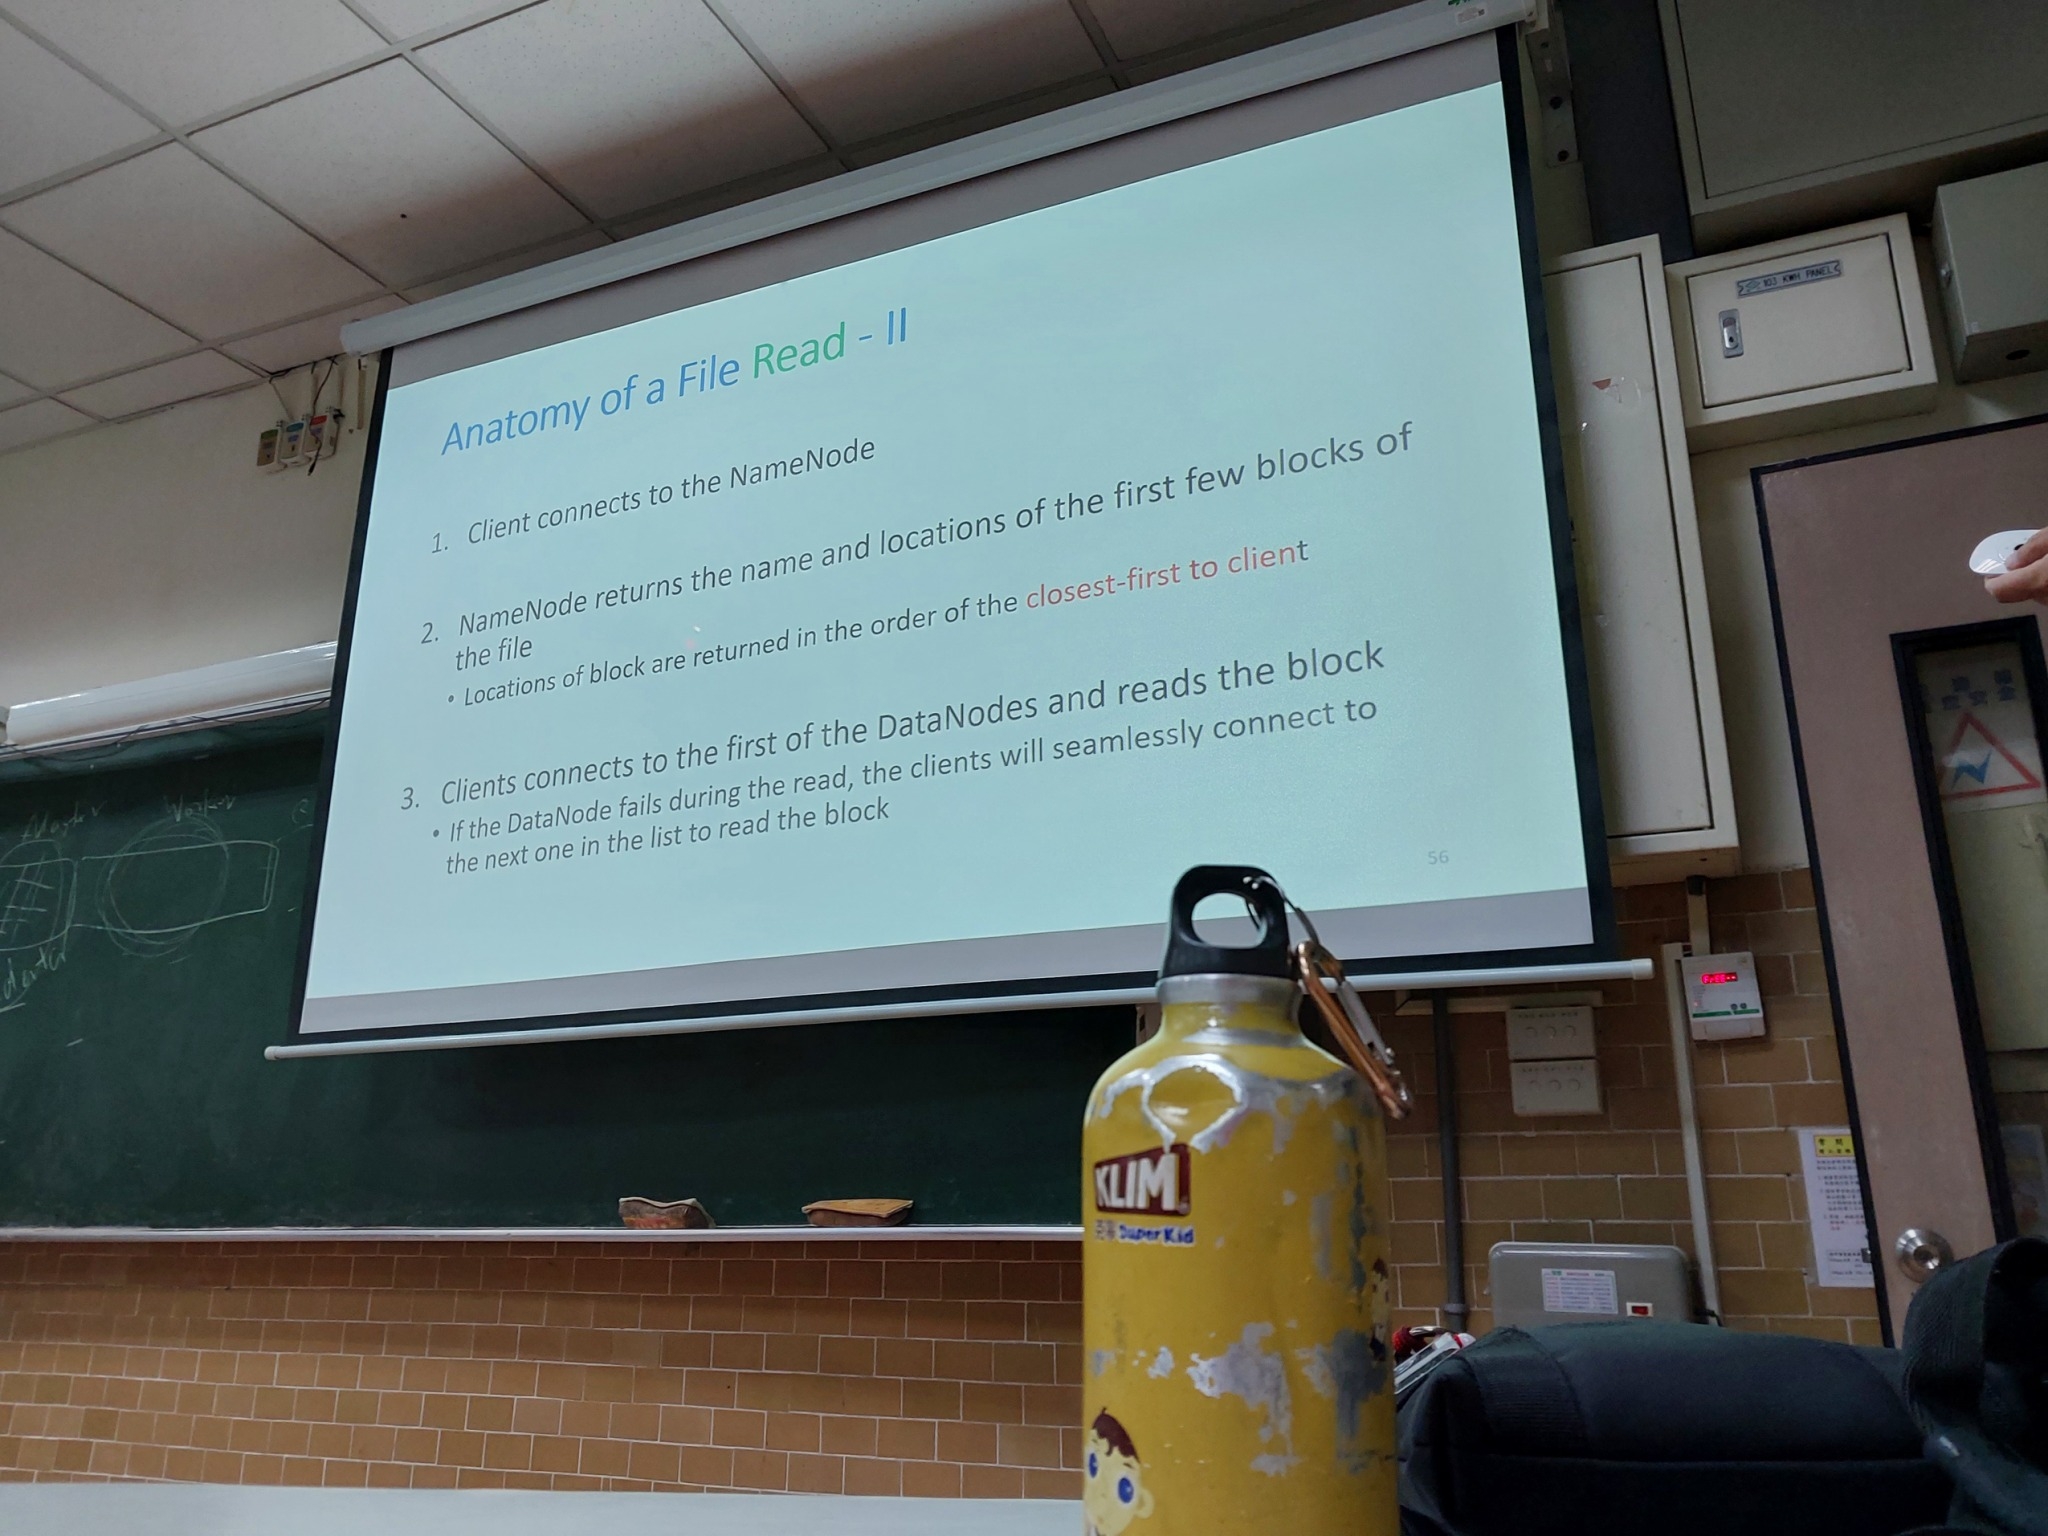 Anatomy of a File Read - II
1. Client connects to the NameNode
2. NameNode returns the name and locations of the first few blocks of
the file
• Locations of block are returned in the order of the closest-first to client
3. Clients connects to the first of the DataNodes and reads the block
• If the DataNode fails during the read, the clients will seamlessly connect to
the next one in the list to read the block
56
103 KWH PANEL
Master Worker
KLIM
克寧 SuperKid